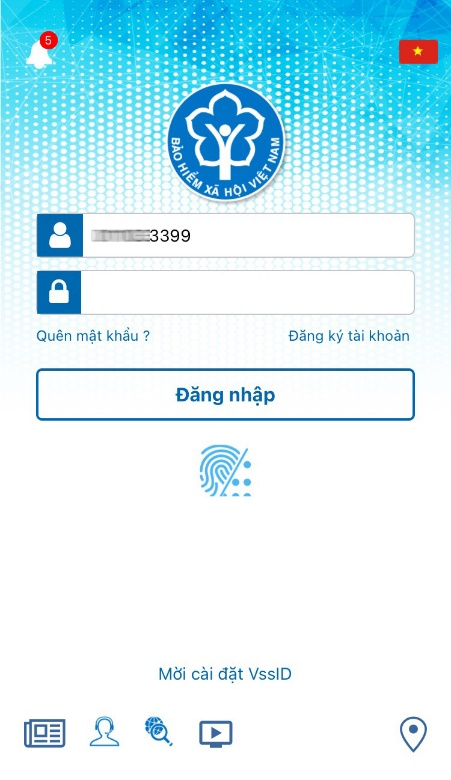 5
BẢO HIỂM XÃ HỘI VIỆT NAM
3399
Quên mật khẩu ?
Đăng ký tài khoản
Đăng nhập
Mời cài đặt VssID